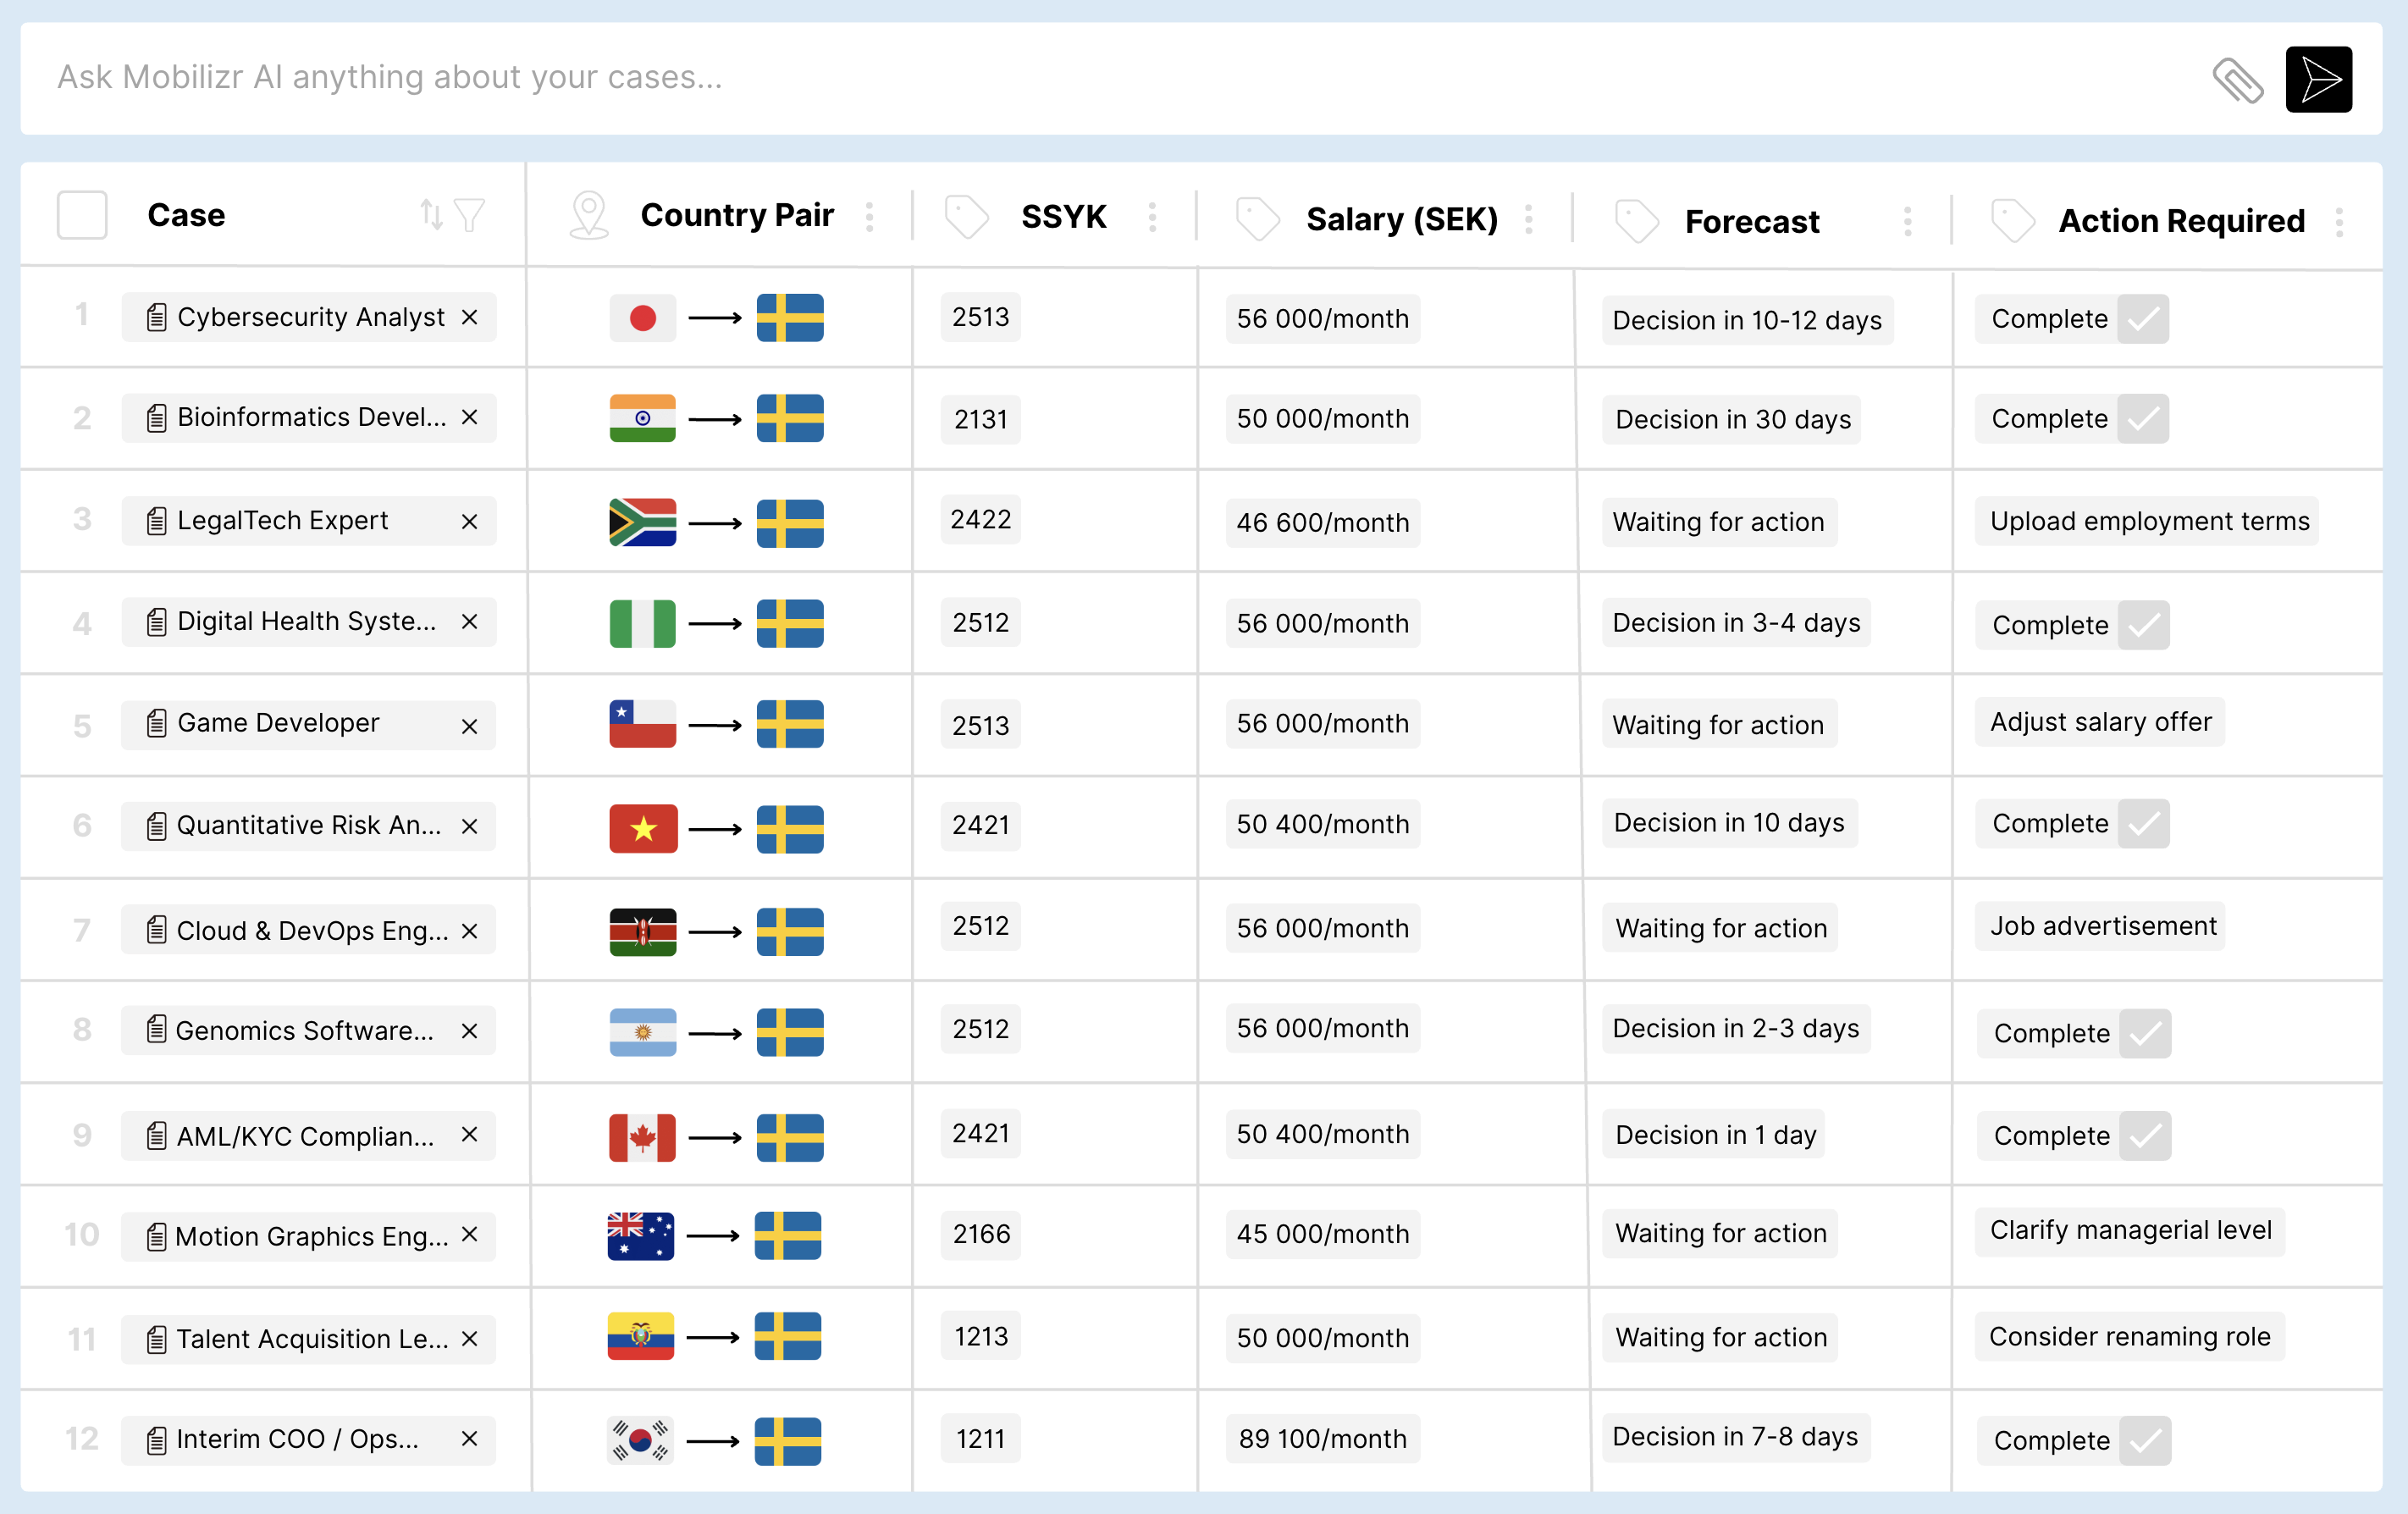 Ask Mobilizr AI anything about your cases...
Case Country Pair SSYK Salary (SEK) Forecast Action Required
1 Cybersecurity Analyst 2513 56 000/month Decision in 10-12 days Complete
2 Bioinformatics Devel... 2131 50 000/month Decision in 30 days Complete
3 LegalTech Expert 2422 46 600/month Waiting for action Upload employment terms
4 Digital Health Syste... 2512 56 000/month Decision in 3-4 days Complete
5 Game Developer 2513 56 000/month Waiting for action Adjust salary offer
6 Quantitative Risk An... 2421 50 400/month Decision in 10 days Complete
7 Cloud & DevOps Eng... 2512 56 000/month Waiting for action Job advertisement
8 Genomics Software... 2512 56 000/month Decision in 2-3 days Complete
9 AML/KYC Complian... 2421 50 400/month Decision in 1 day Complete
10 Motion Graphics Eng... 2166 45 000/month Waiting for action Clarify managerial level
11 Talent Acquisition Le... 1213 50 000/month Waiting for action Consider renaming role
12 Interim COO / Ops... 1211 89 100/month Decision in 7-8 days Complete